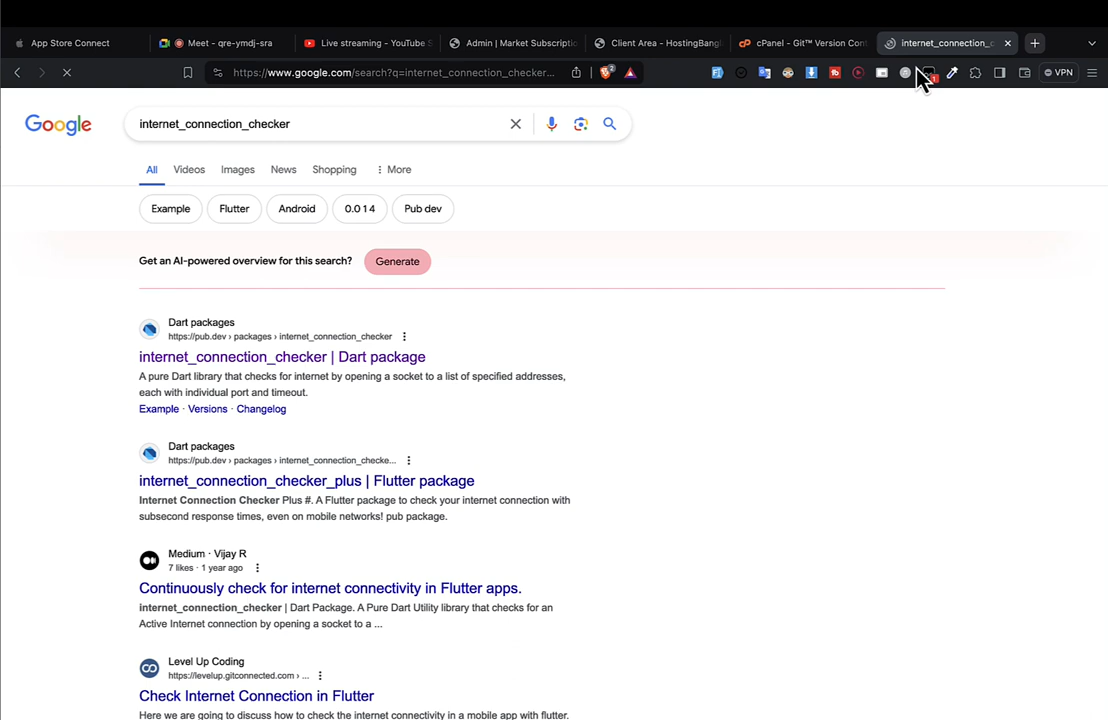 App Store Connect
Meet - qre-ymdj-sra
Live streaming - YouTube S
Admin | Market Subscriptio
Client Area - HostingBangl
cPanel - Git™ Version Cont
internet_connection_c
https://www.google.com/search?q=internet_connection_checker...
2
1
VPN
Google
internet_connection_checker
All
Videos
Images
News
Shopping
More
Example
Flutter
Android
0.0 1 4
Pub dev
Get an AI-powered overview for this search?
Generate
Dart packages
https://pub.dev › packages › internet_connection_checker
internet_connection_checker | Dart package
A pure Dart library that checks for internet by opening a socket to a list of specified addresses,
each with individual port and timeout.
Example · Versions · Changelog
Dart packages
https://pub.dev › packages › internet_connection_checke...
internet_connection_checker_plus | Flutter package
Internet Connection Checker Plus #. A Flutter package to check your internet connection with
subsecond response times, even on mobile networks! pub package.
Medium · Vijay R
7 likes · 1 year ago
Continuously check for internet connectivity in Flutter apps.
internet_connection_checker | Dart Package. A Pure Dart Utility library that checks for an
Active Internet connection by opening a socket to a ...
Level Up Coding
https://levelup.gitconnected.com › ...
Check Internet Connection in Flutter
Here we are going to discuss how to check the internet connectivity in a mobile app with flutter.